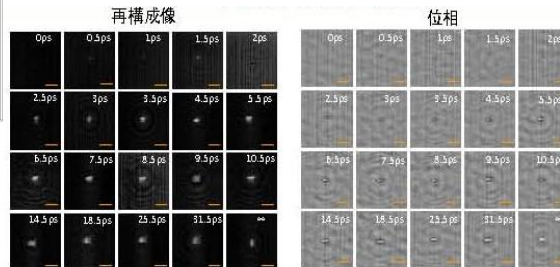 再構成像
位相
0ps 0.5ps 1ps 1.5ps 2ps
0ps 0.5ps 1ps 1.5ps 2ps
2.5ps 3ps 3.5ps 4.5ps 5.5ps
2.5ps 3ps 3.5ps 4.5ps 5.5ps
6.5ps 7.5ps 8.5ps 9.5ps 10.5ps
6.5ps 7.5ps 8.5ps 9.5ps 10.5
14.5ps 18.5ps 25.5ps 31.5ps ∞
14.5ps 18.5ps 25.5ps 31.5ps